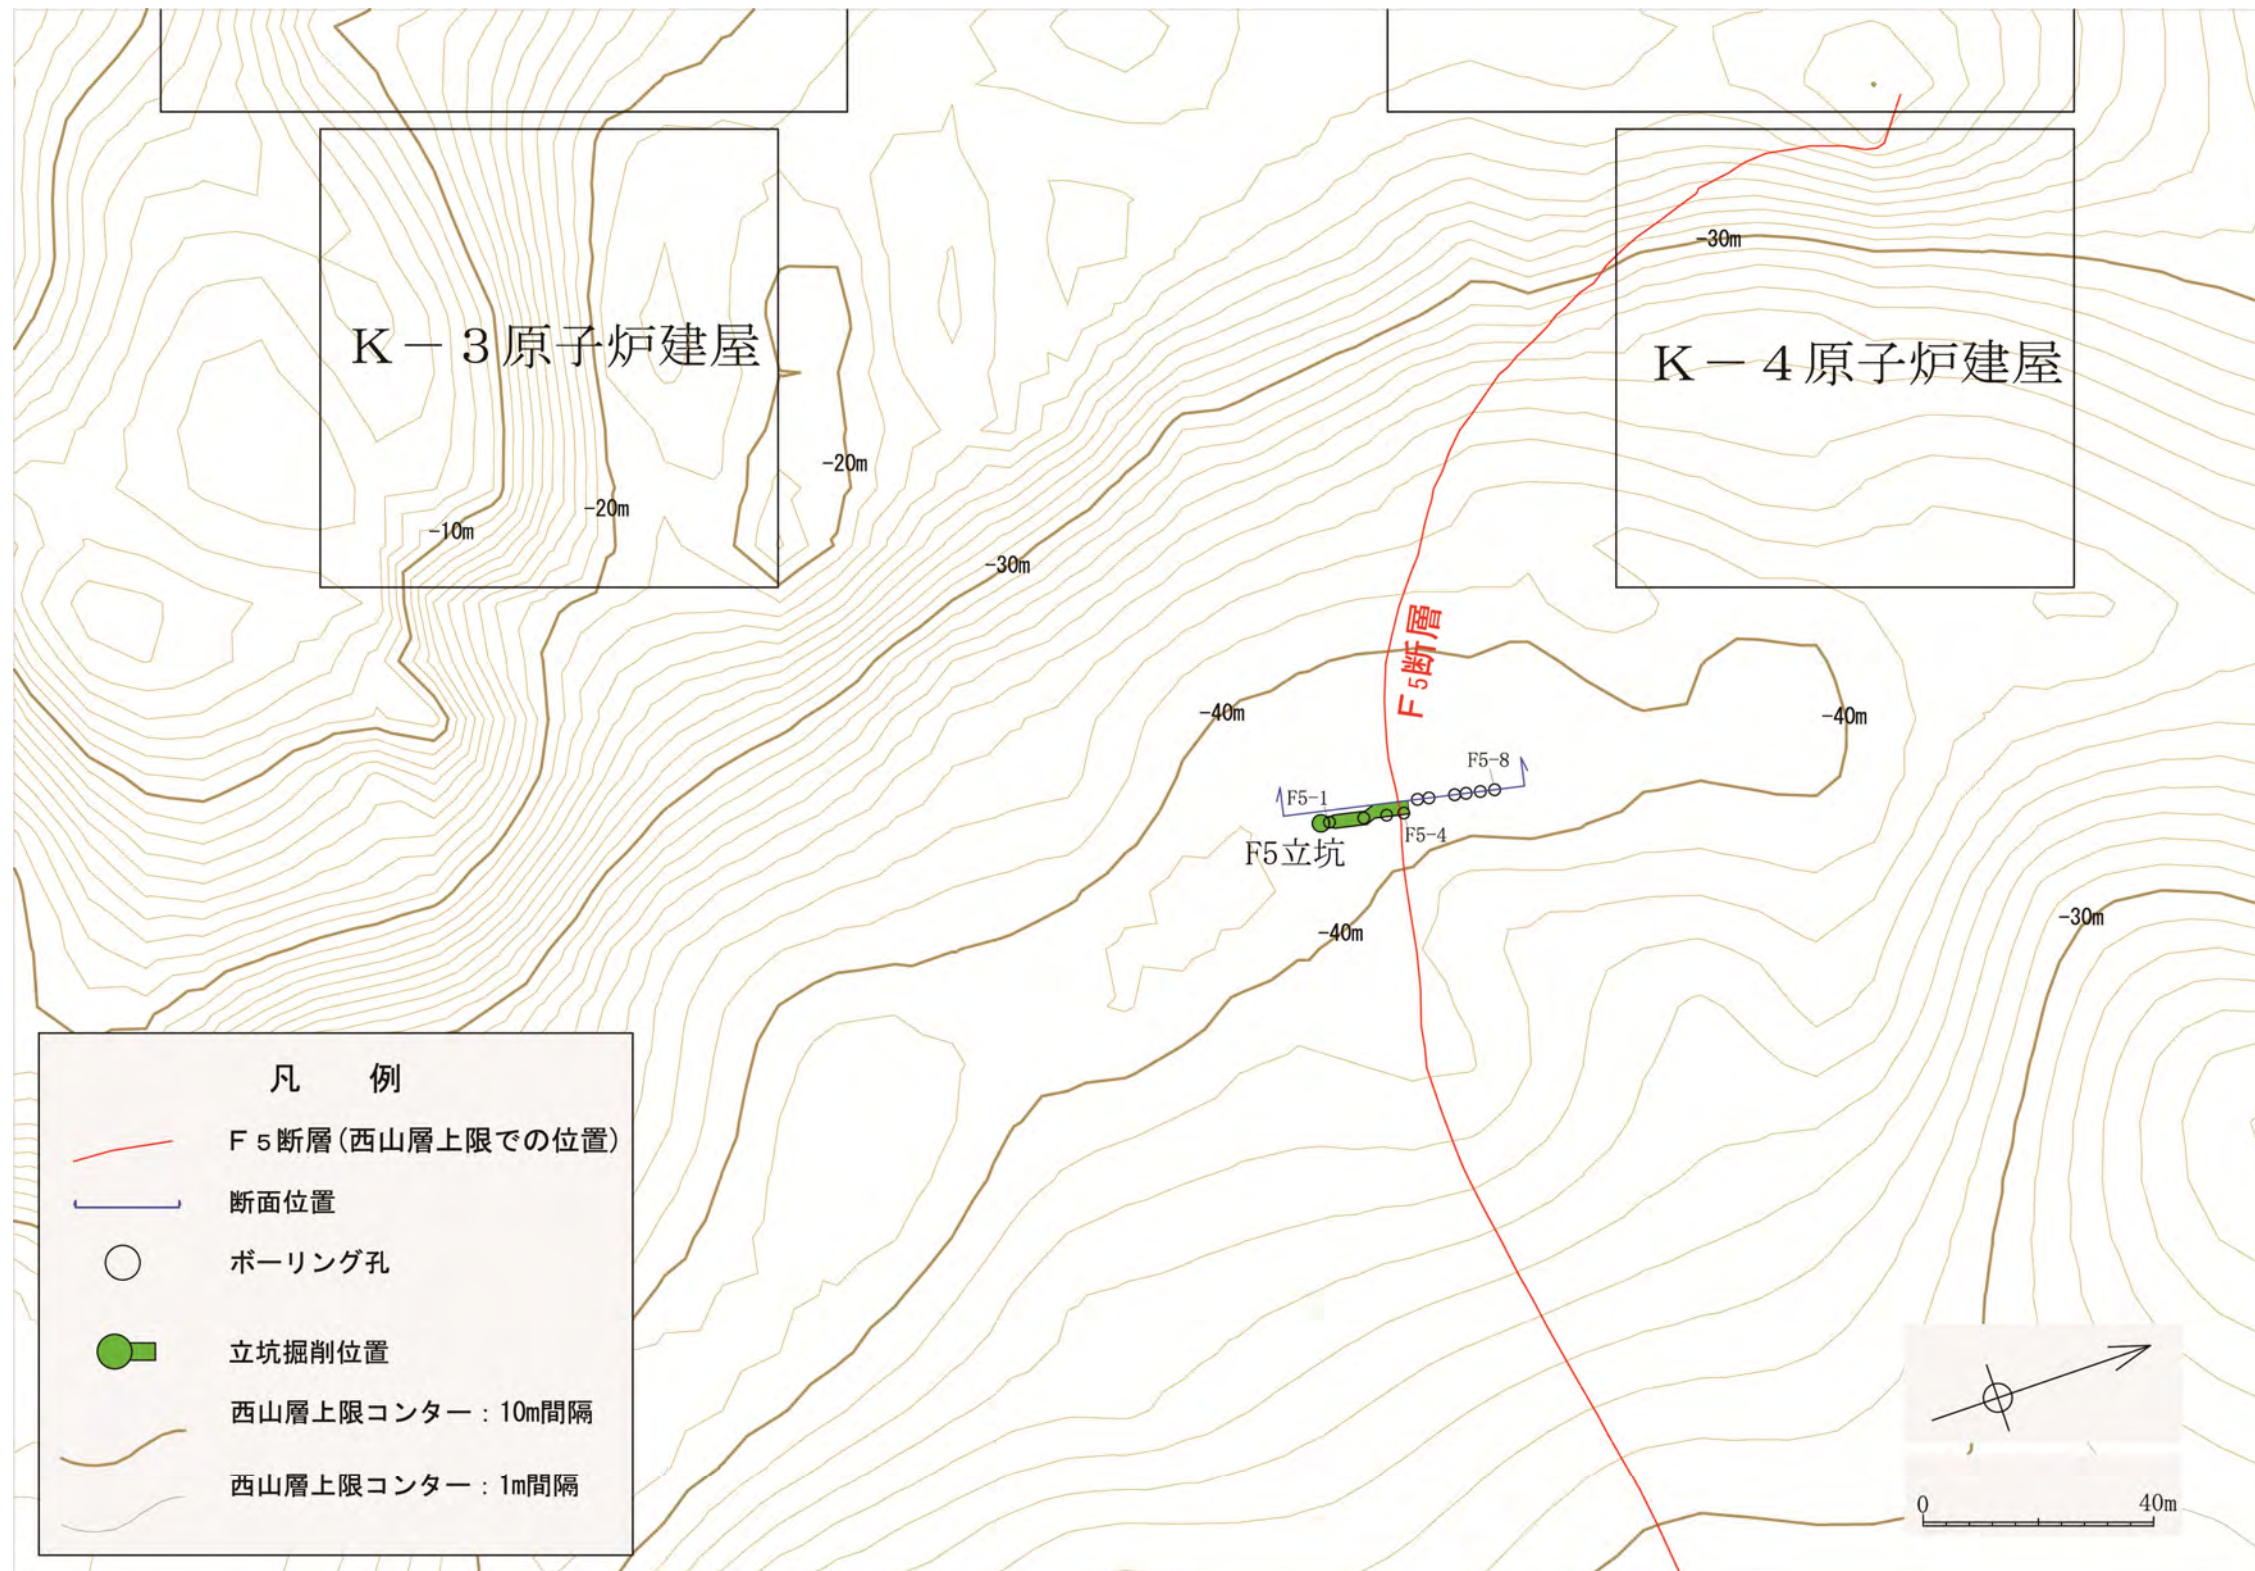 -30m
K－3原子炉建屋
K－4原子炉建屋
-20m
-20m
-10m
-30m
F5断層
-40m
-40m
F5-8
F5-1
F5-4
F5立坑
-40m
-30m
凡　例
F5断層(西山層上限での位置)
断面位置
ボーリング孔
立坑掘削位置
西山層上限コンター：10m間隔
西山層上限コンター：1m間隔
0　40m